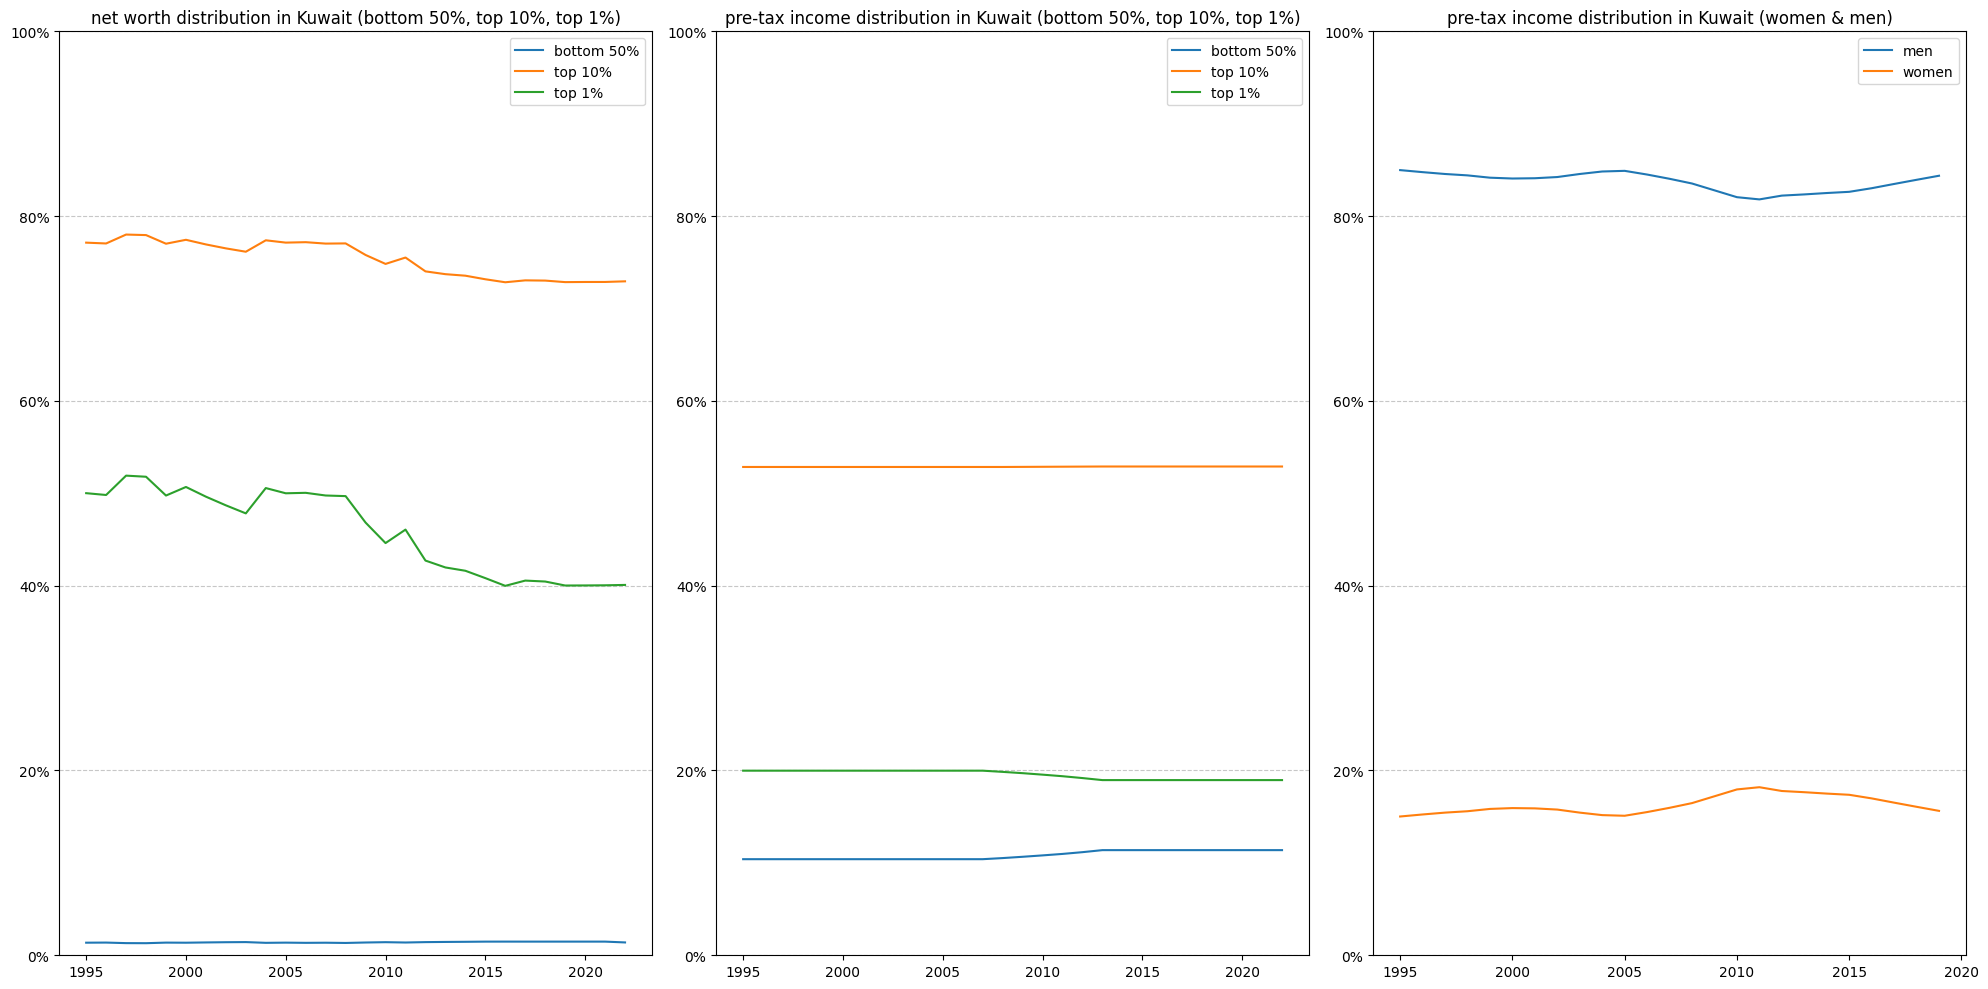 net worth distribution in Kuwait (bottom 50%, top 10%, top 1%)
100%
80%
60%
40%
20%
0%
1995 2000 2005 2010 2015 2020
bottom 50%
top 10%
top 1%
pre-tax income distribution in Kuwait (bottom 50%, top 10%, top 1%)
100%
80%
60%
40%
20%
0%
1995 2000 2005 2010 2015 2020
bottom 50%
top 10%
top 1%
pre-tax income distribution in Kuwait (women & men)
100%
80%
60%
40%
20%
0%
1995 2000 2005 2010 2015 2020
men
women